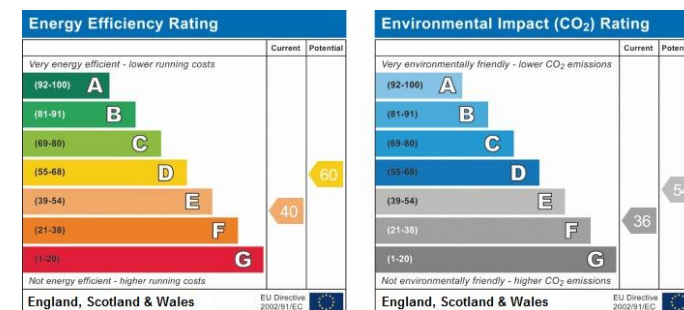 Energy Efficiency Rating
Current Potential
Very energy efficient - lower running costs
(92-100) A
(81-91) B
(69-80) C
(55-68) D
60
(39-54) E
40
(21-38) F
(1-20) G
Not energy efficient - higher running costs
England, Scotland & Wales
EU Directive
2002/91/EC
Environmental Impact (CO₂) Rating
Current Poten
Very environmentally friendly - lower CO₂ emissions
(92-100) A
(81-91) B
(69-80) C
(55-68) D
54
(39-54) E
36
(21-38) F
(1-20) G
Not environmentally friendly - higher CO₂ emissions
England, Scotland & Wales
EU Directive
2002/91/EC